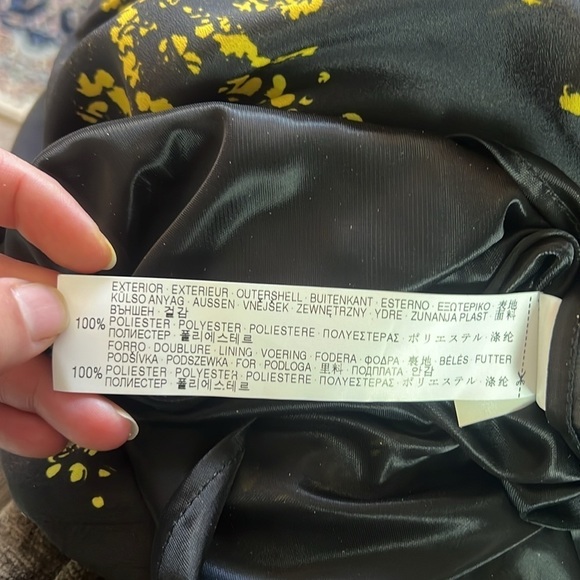 EXTERIOR · EXTERIEUR · OUTERSHELL · BUITENKANT · ESTERNO · ΕΞΩΤΕΡΙΚΟ · 表地
KÜLSO ANYAG · AUSSEN · VNĚJŠEK · ZEWNĘTRZNY · YDRE · ZUNANJA PLAST · 面料
ВЪНШЕН · 겉감
100% POLIESTER · POLYESTER · POLIESTERE · ΠΟΛΥΕΣΤΕΡΑΣ · ポリエステル · 涤纶
ПОЛИЕСТЕР · 폴리에스테르
FORRO · DOUBLURE · LINING · VOERING · FODERA · ΦΟΔΡΑ · 裏地 · BÉLÉS · FUTTER
PODŠÍVKA · PODSZEWKA · FOR · PODLOGA · 里料 · ПОДПЛАТА · 안감
100% POLIESTER · POLYESTER · POLIESTERE · ΠΟΛΥΕΣΤΕΡΑΣ · ポリエステル · 涤纶
ПОЛИЕСТЕР · 폴리에스테르